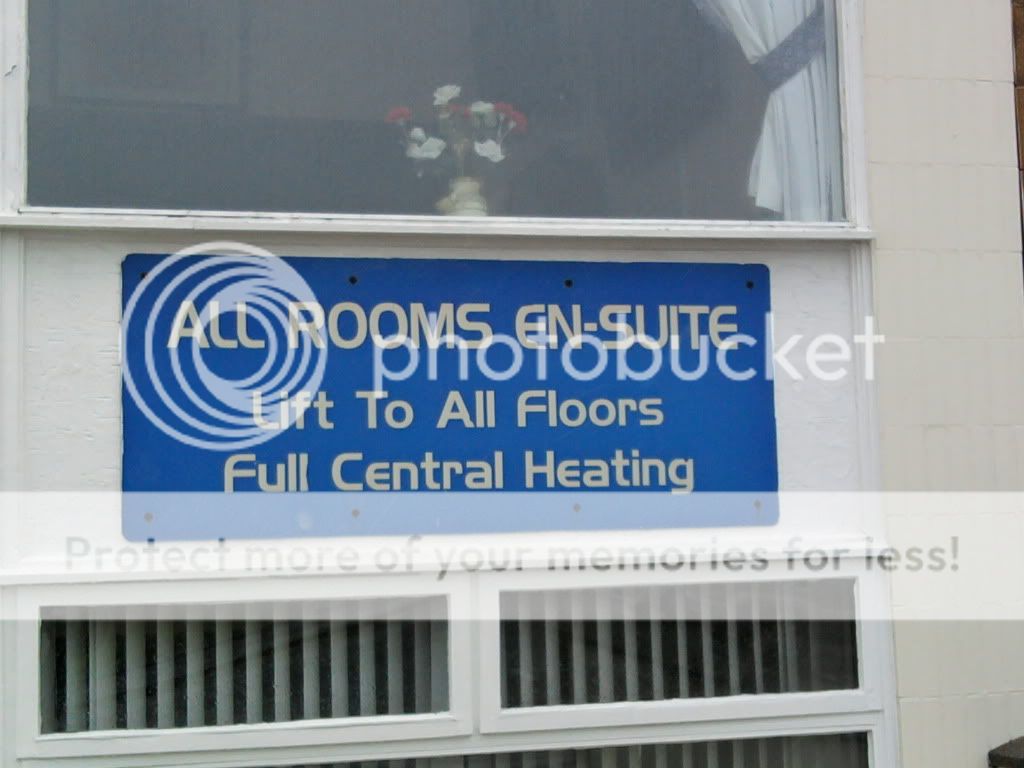 ALL ROOMS EN-SUITE
photobucket
Lift To All Floors
Full Central Heating
Protect more of your memories for less!